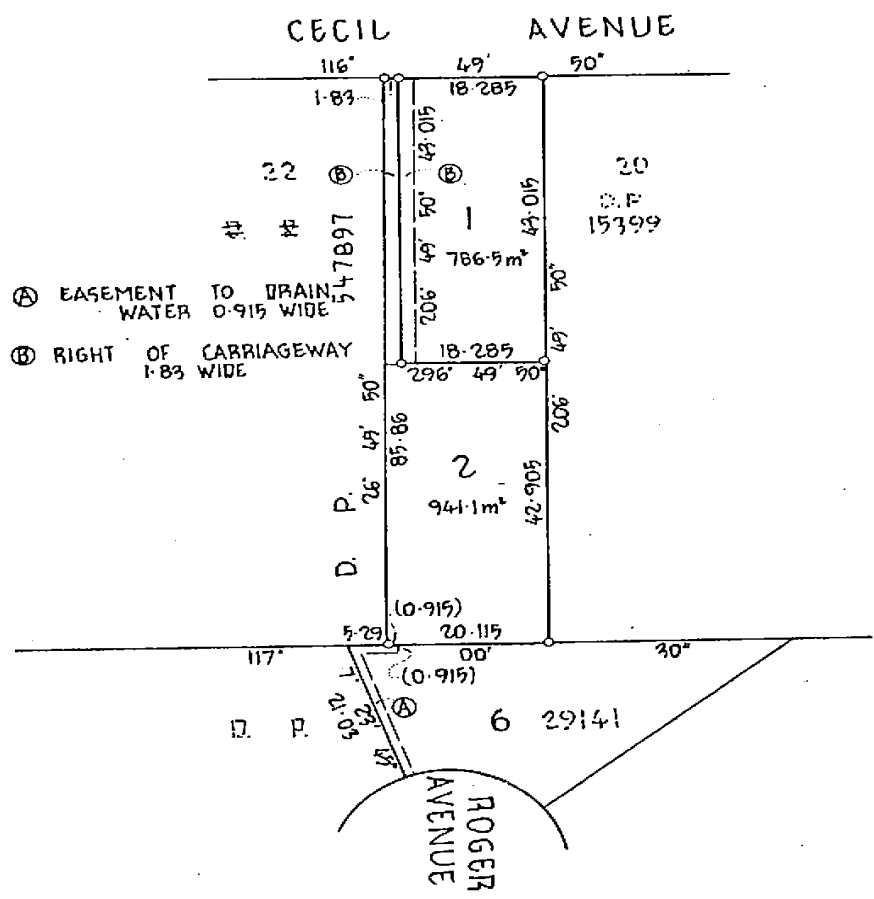 CECIL AVENUE
116° 49' 50"
1·83
18·285
22
B
B
43·015
206° 49' 50"
1
786·5m²
43·015
20
D.P.
15399
D. P. 547897
A EASEMENT TO DRAIN
WATER 0·915 WIDE
B RIGHT OF CARRIAGEWAY
1·83 WIDE
18·285
296° 49' 50"
206° 49' 50"
26° 49' 50"
85·86
2
941·1m²
42·905
(0·915)
5·29
20·115
117° 00' 30"
(0·915)
A
D. P.
6 29141
ROGER
AVENUE